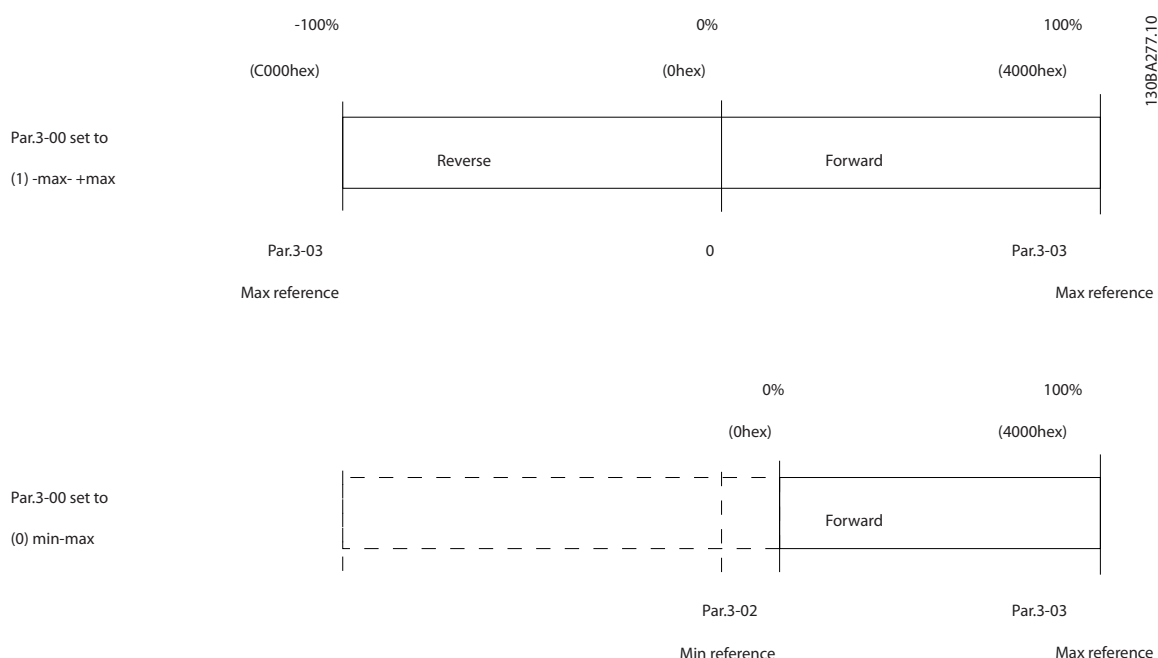 -100% 0% 100%
(C000hex) (0hex) (4000hex)
130BA277.10
Par.3-00 set to
(1) -max- +max
Reverse Forward
Par.3-03 0 Par.3-03
Max reference Max reference
0% 100%
(0hex) (4000hex)
Par.3-00 set to
(0) min-max
Forward
Par.3-02 Par.3-03
Min reference Max reference